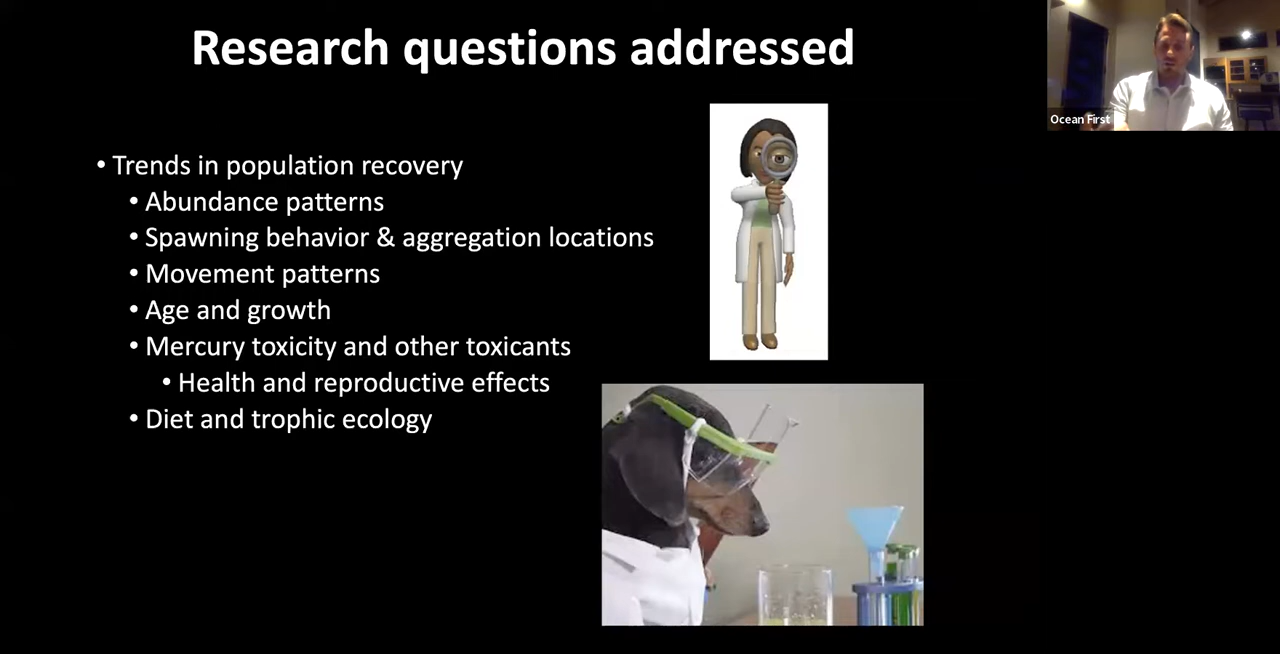 Research questions addressed
Ocean First
• Trends in population recovery
• Abundance patterns
• Spawning behavior & aggregation locations
• Movement patterns
• Age and growth
• Mercury toxicity and other toxicants
• Health and reproductive effects
• Diet and trophic ecology